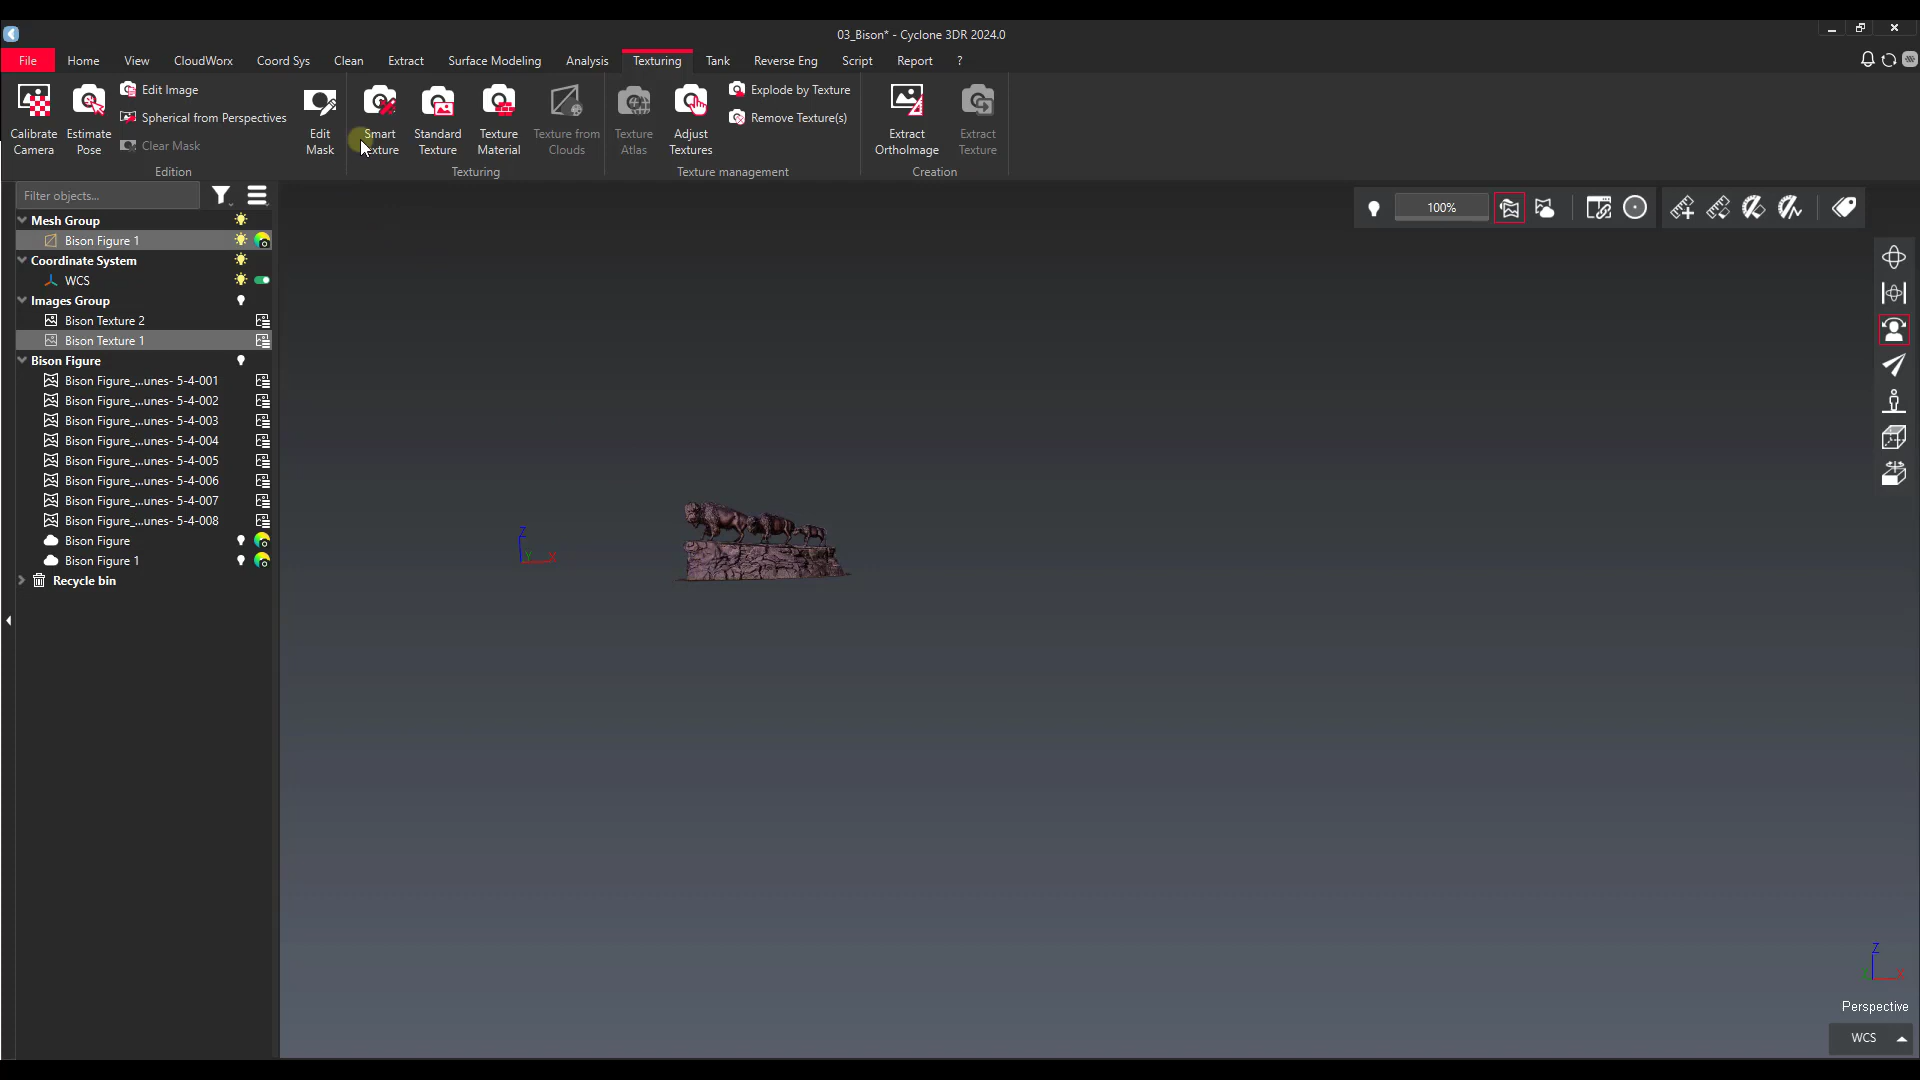 03_Bison* - Cyclone 3DR 2024.0
File
Home
View
CloudWorx
Coord Sys
Clean
Extract
Surface Modeling
Analysis
Texturing
Tank
Reverse Eng
Script
Report
?
Calibrate
Camera
Estimate
Pose
Edit Image
Spherical from Perspectives
Clear Mask
Edit
Mask
Edition
Smart
Texture
Standard
Texture
Texture
Material
Texture from
Clouds
Texturing
Texture
Atlas
Adjust
Textures
Explode by Texture
Remove Texture(s)
Texture management
Extract
OrthoImage
Extract
Texture
Creation
Filter objects...
100%
Mesh Group
Bison Figure 1
Coordinate System
WCS
Images Group
Bison Texture 2
Bison Texture 1
Bison Figure
Bison Figure_...unes- 5-4-001
Bison Figure_...unes- 5-4-002
Bison Figure_...unes- 5-4-003
Bison Figure_...unes- 5-4-004
Bison Figure_...unes- 5-4-005
Bison Figure_...unes- 5-4-006
Bison Figure_...unes- 5-4-007
Bison Figure_...unes- 5-4-008
Bison Figure
Bison Figure 1
Recycle bin
Z
Y X
Z
X
Perspective
WCS